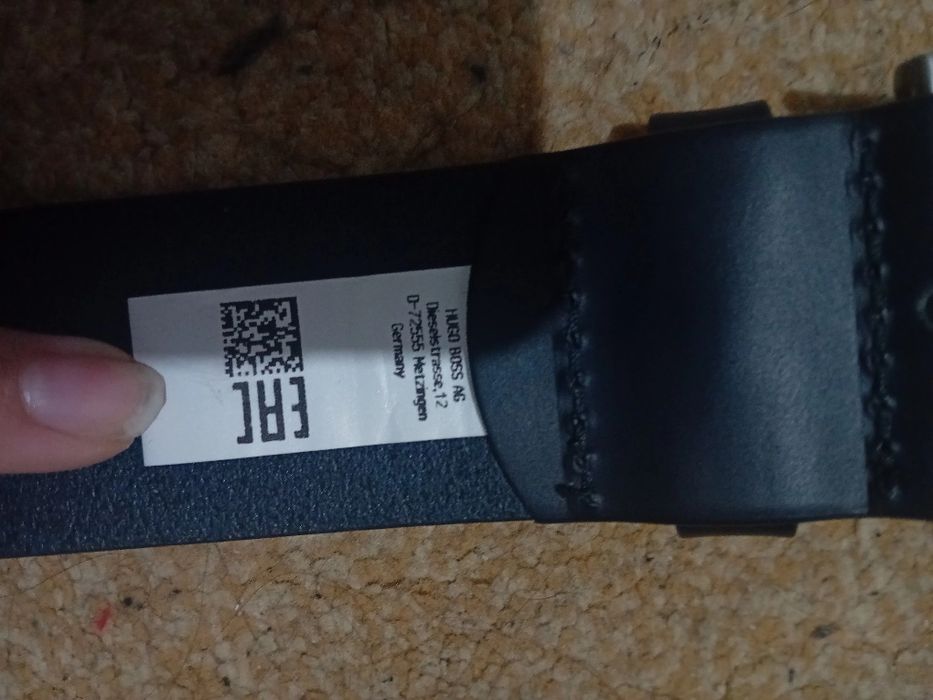 HUGO BOSS AG
Dieselstrasse,12
D-72555 Metzingen
Germany
EAC